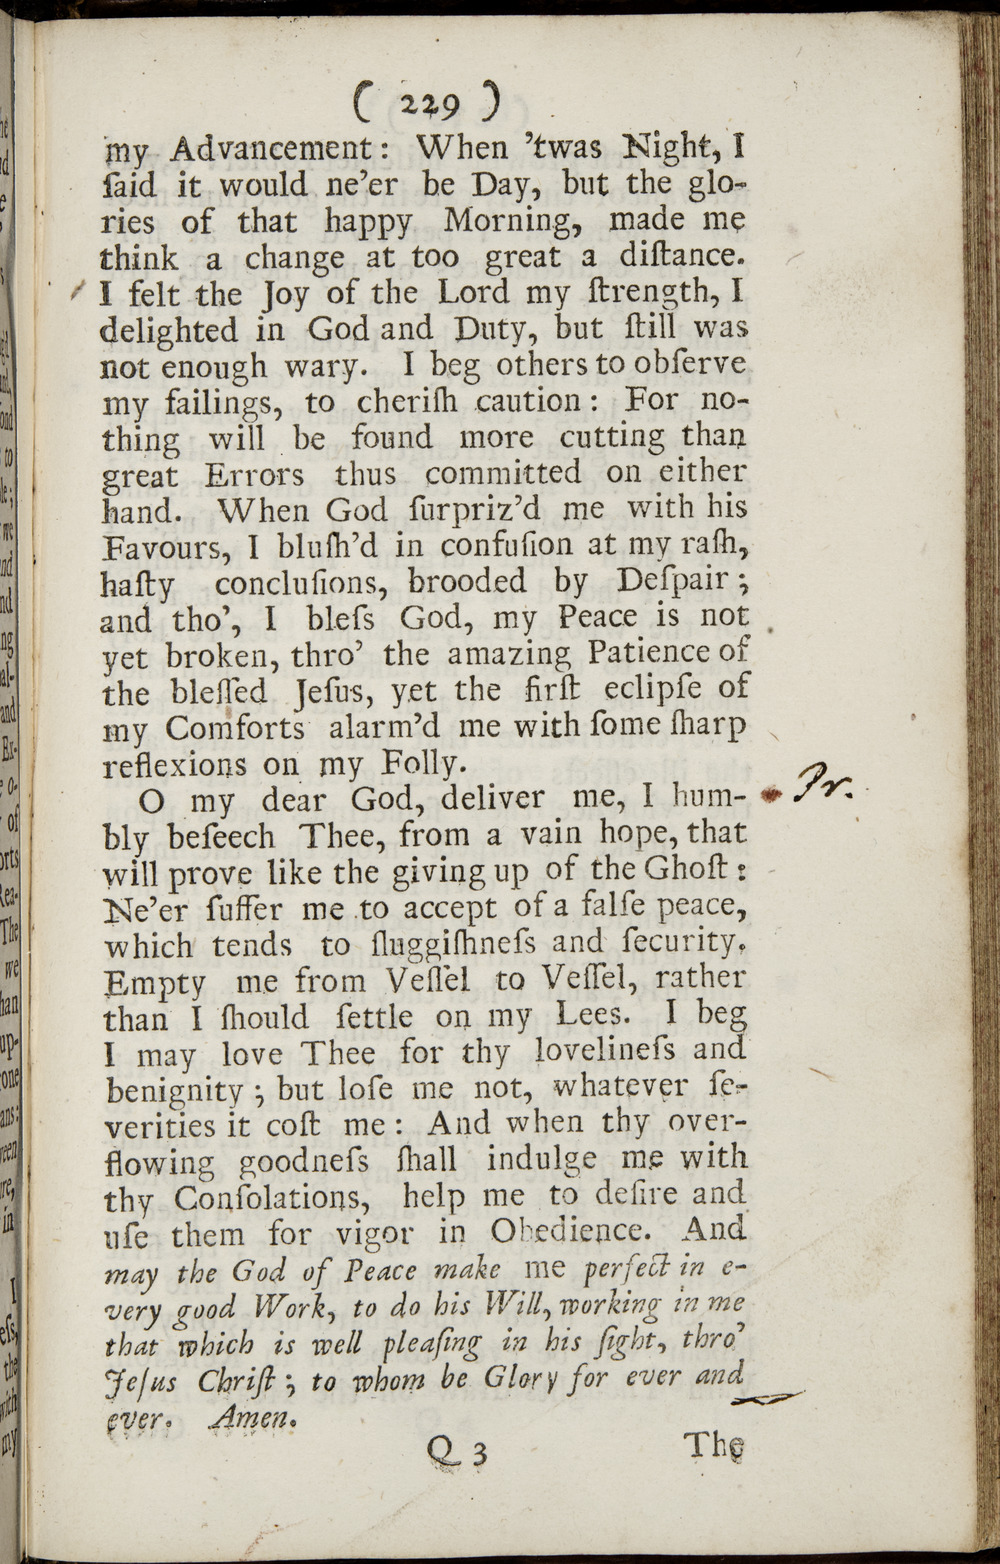 ( 229 )
my Advancement: When ’twas Night, I
ſaid it would ne’er be Day, but the glo-
ries of that happy Morning, made me
think a change at too great a diſtance.
I felt the Joy of the Lord my ſtrength, I
delighted in God and Duty, but ſtill was
not enough wary. I beg others to obſerve
my failings, to cheriſh caution: For no-
thing will be found more cutting than
great Errors thus committed on either
hand. When God ſurpriz’d me with his
Favours, I bluſh’d in confuſion at my raſh,
haſty concluſions, brooded by Deſpair;
and tho’, I bleſs God, my Peace is not
yet broken, thro’ the amazing Patience of
the bleſſed Jeſus, yet the firſt eclipſe of
my Comforts alarm’d me with ſome ſharp
reflexions on my Folly.
O my dear God, deliver me, I hum-
Pr.
bly beſeech Thee, from a vain hope, that
will prove like the giving up of the Ghoſt:
Ne’er ſuffer me to accept of a falſe peace,
which tends to ſluggiſhneſs and ſecurity.
Empty me from Veſſel to Veſſel, rather
than I ſhould ſettle on my Lees. I beg
I may love Thee for thy lovelineſs and
benignity; but loſe me not, whatever ſe-
verities it coſt me: And when thy over-
flowing goodneſs ſhall indulge me with
thy Conſolations, help me to deſire and
uſe them for vigor in Obedience. And
may the God of Peace make me perfect in e-
very good Work, to do his Will, working in me
that which is well pleaſing in his ſight, thro’
Jeſus Chriſt; to whom be Glory for ever and
ever. Amen.
Q 3
The